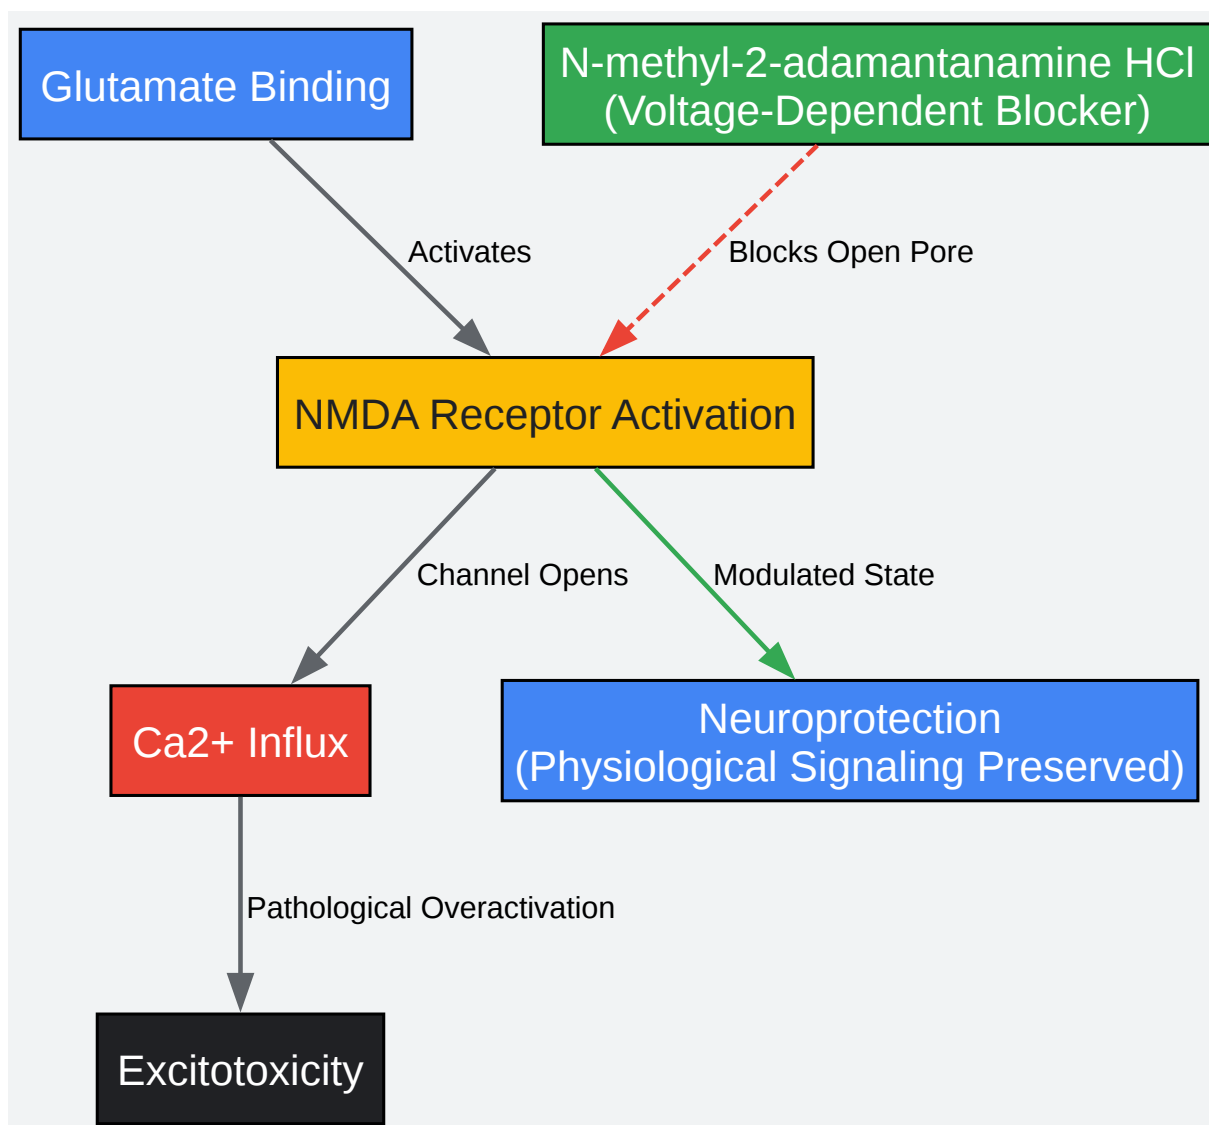 Glutamate Binding
N-methyl-2-adamantanamine HCl
(Voltage-Dependent Blocker)
Activates
Blocks Open Pore
NMDA Receptor Activation
Channel Opens
Modulated State
Ca2+ Influx
Neuroprotection
(Physiological Signaling Preserved)
Pathological Overactivation
Excitotoxicity